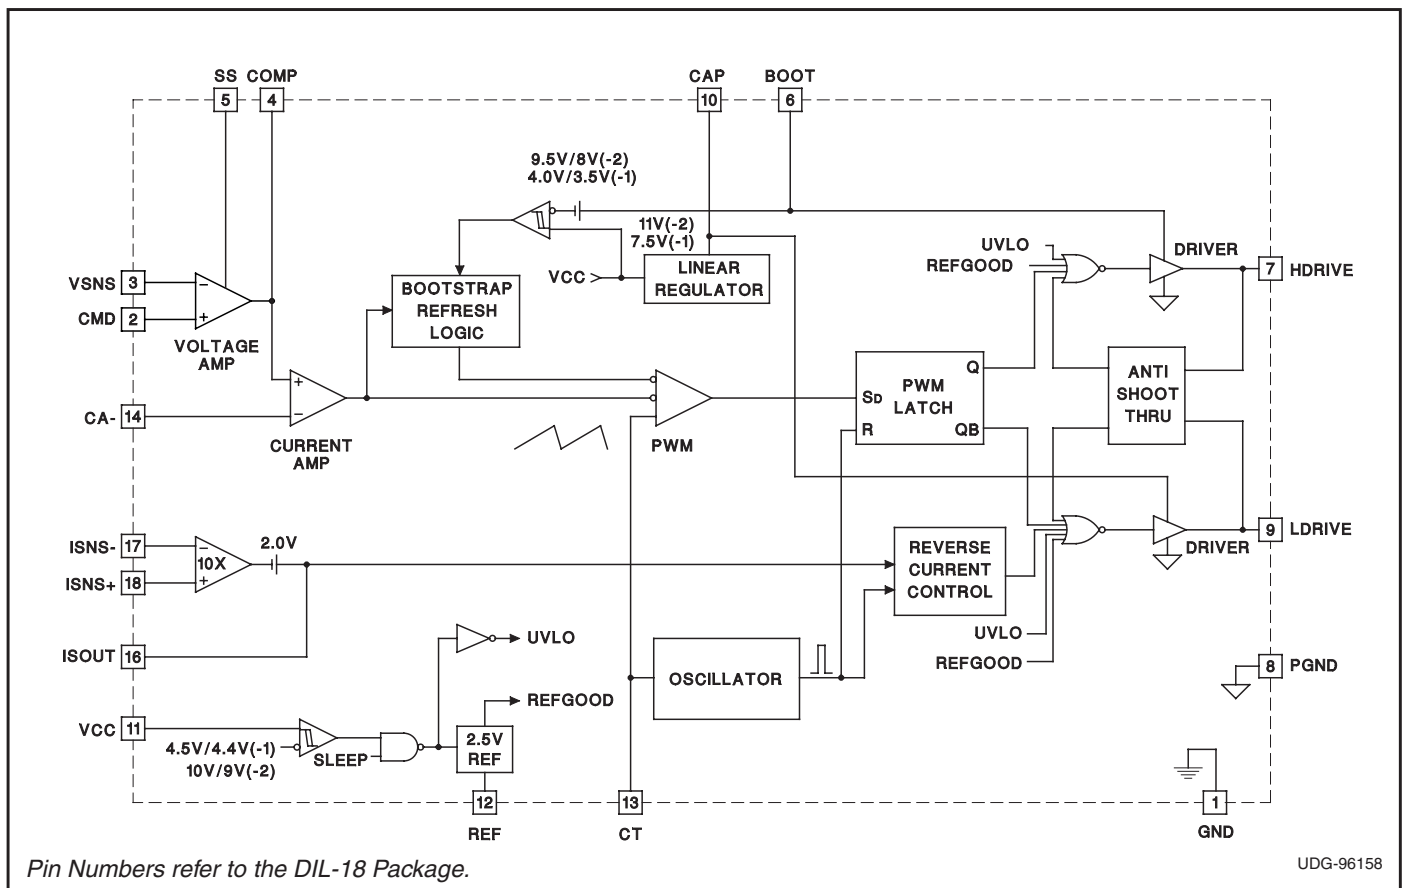 SS COMP CAP BOOT
5 4 10 6
9.5V/8V(-2)
4.0V/3.5V(-1)
11V(-2)
7.5V(-1)
UVLO
REFGOOD
DRIVER
7 HDRIVE
VCC
LINEAR
REGULATOR
VSNS 3
CMD 2
VOLTAGE
AMP
BOOTSTRAP
REFRESH
LOGIC
CA- 14
CURRENT
AMP
PWM
PWM
LATCH
SD
R
Q
QB
ANTI
SHOOT
THRU
ISNS- 17
ISNS+ 18
10X
2.0V
REVERSE
CURRENT
CONTROL
DRIVER
9 LDRIVE
UVLO
REFGOOD
ISOUT 16
UVLO
OSCILLATOR
8 PGND
REFGOOD
VCC 11
4.5V/4.4V(-1)
10V/9V(-2)
SLEEP
2.5V
REF
12 13 1
REF CT GND
Pin Numbers refer to the DIL-18 Package.
UDG-96158